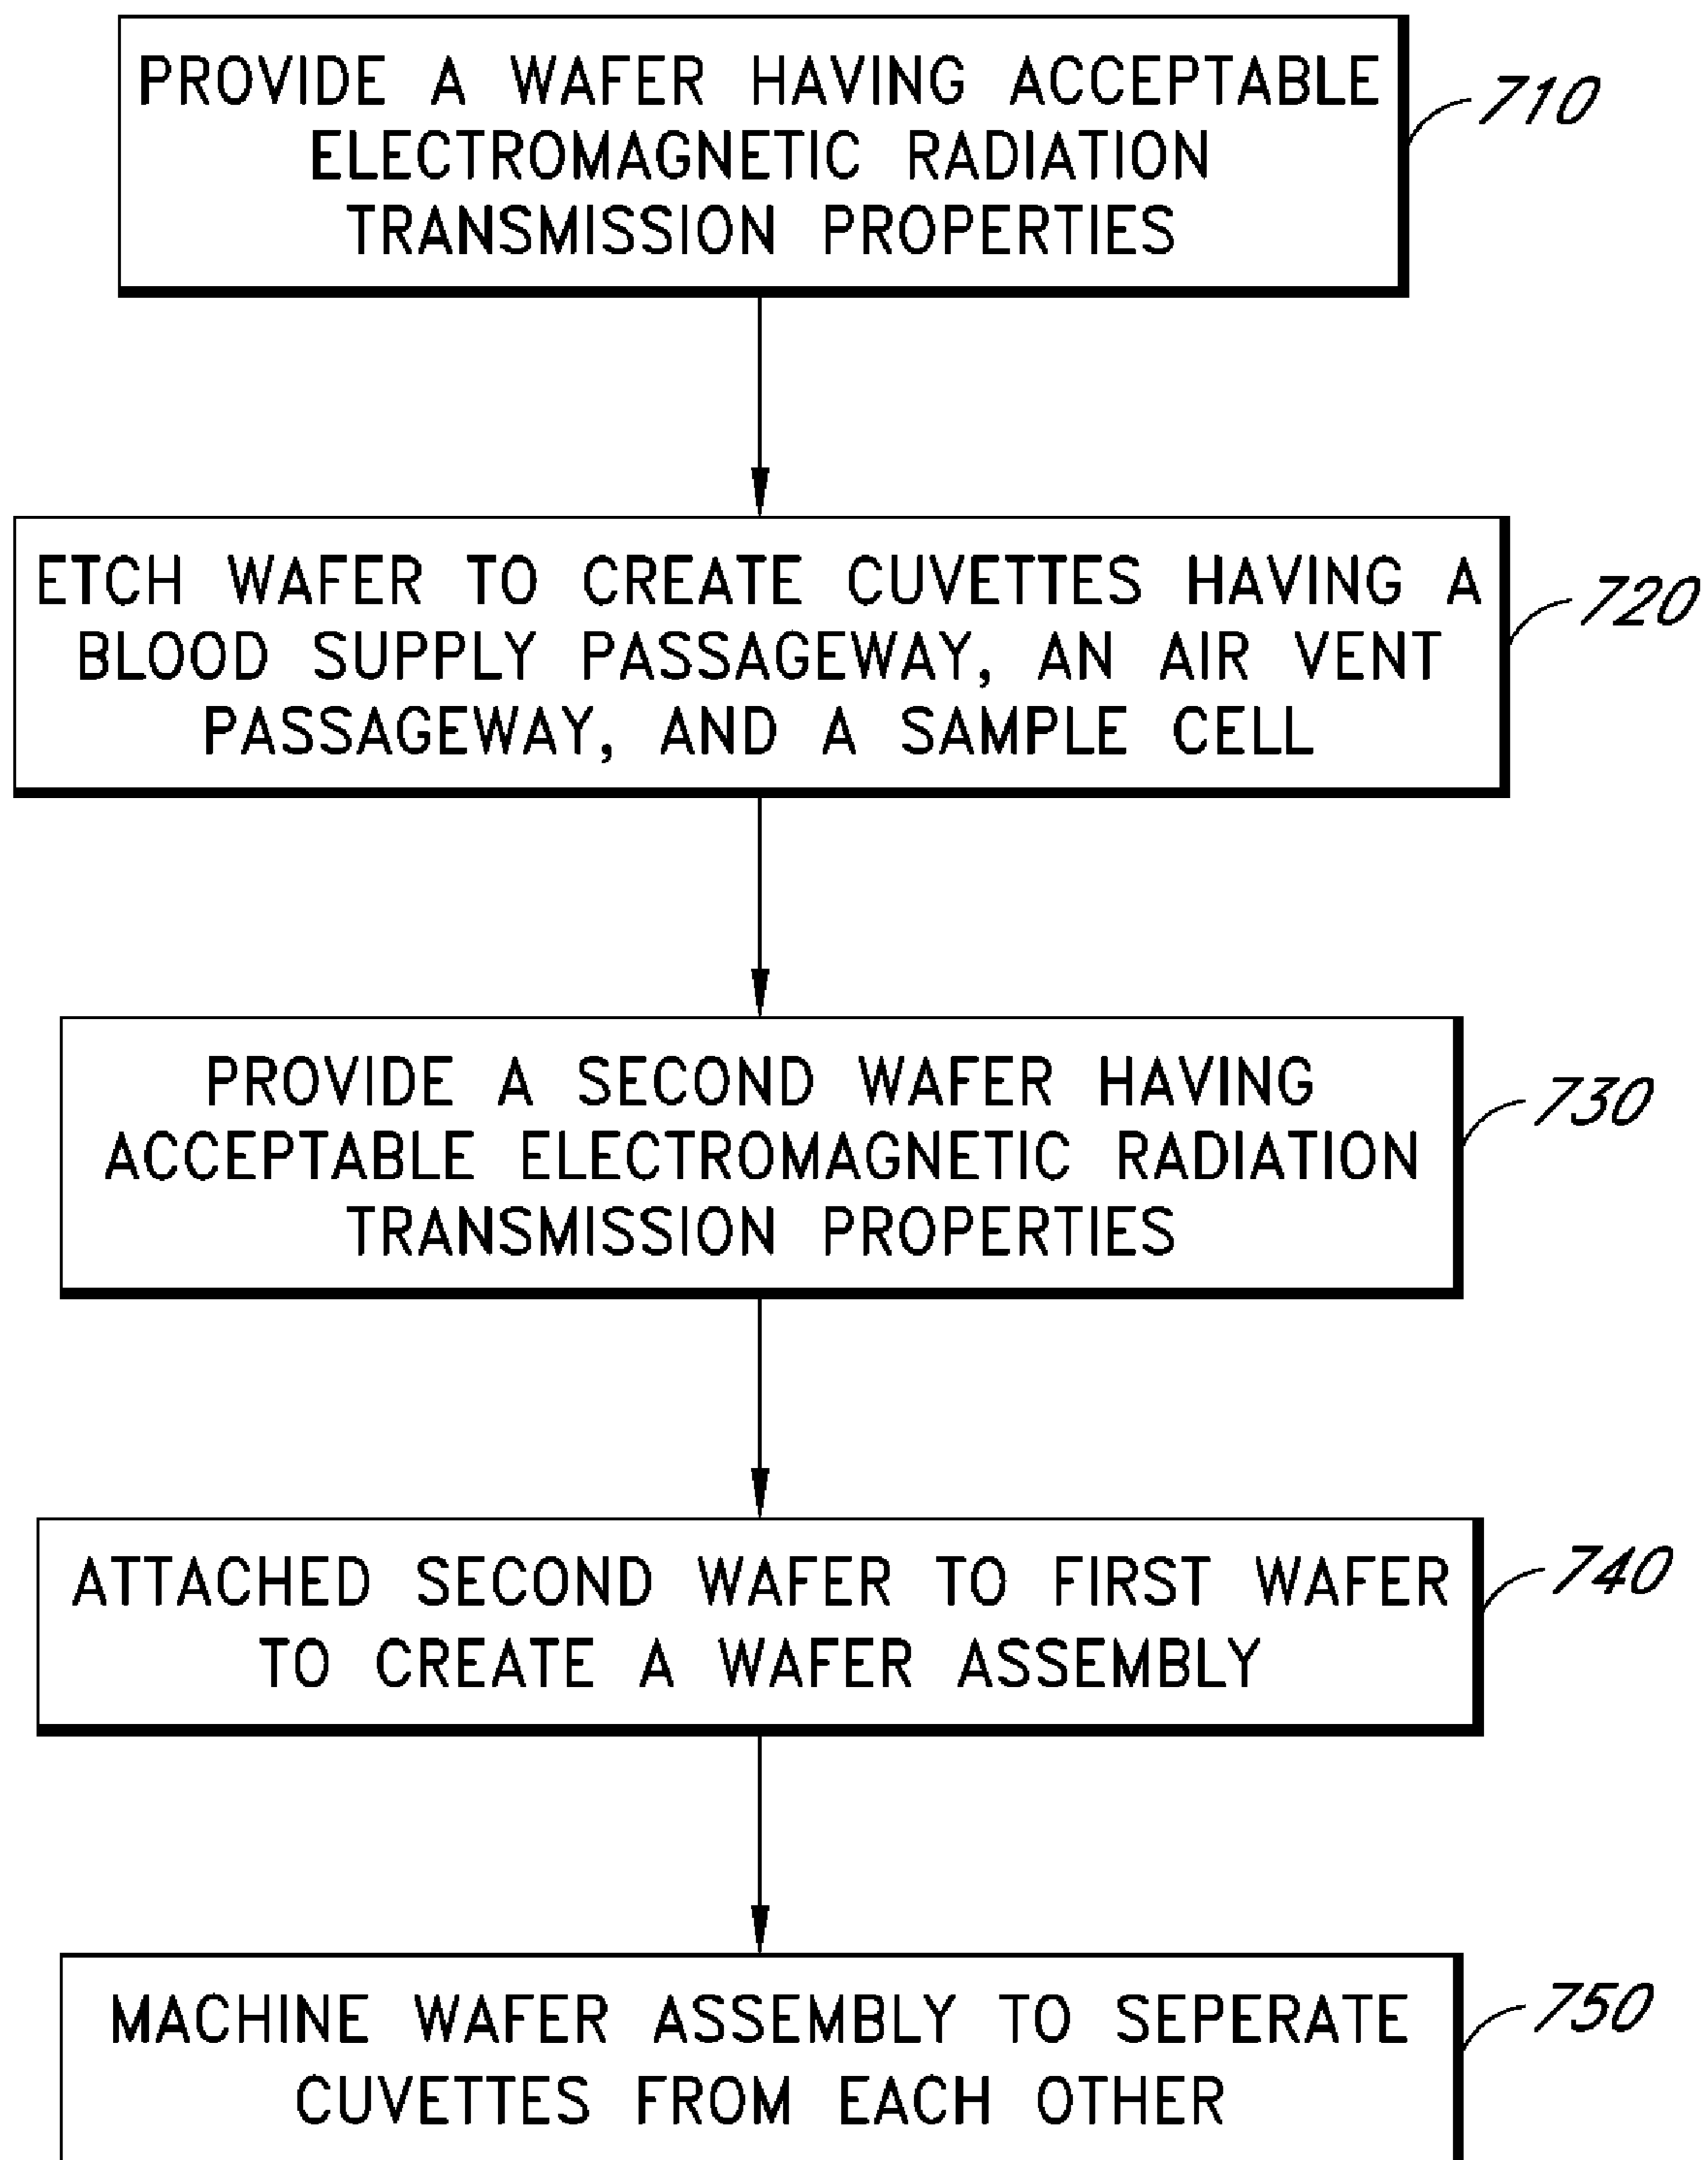 PROVIDE A WAFER HAVING ACCEPTABLE
ELECTROMAGNETIC RADIATION
TRANSMISSION PROPERTIES
710
ETCH WAFER TO CREATE CUVETTES HAVING A
BLOOD SUPPLY PASSAGEWAY, AN AIR VENT
PASSAGEWAY, AND A SAMPLE CELL
720
PROVIDE A SECOND WAFER HAVING
ACCEPTABLE ELECTROMAGNETIC RADIATION
TRANSMISSION PROPERTIES
730
ATTACHED SECOND WAFER TO FIRST WAFER
TO CREATE A WAFER ASSEMBLY
740
MACHINE WAFER ASSEMBLY TO SEPERATE
CUVETTES FROM EACH OTHER
750